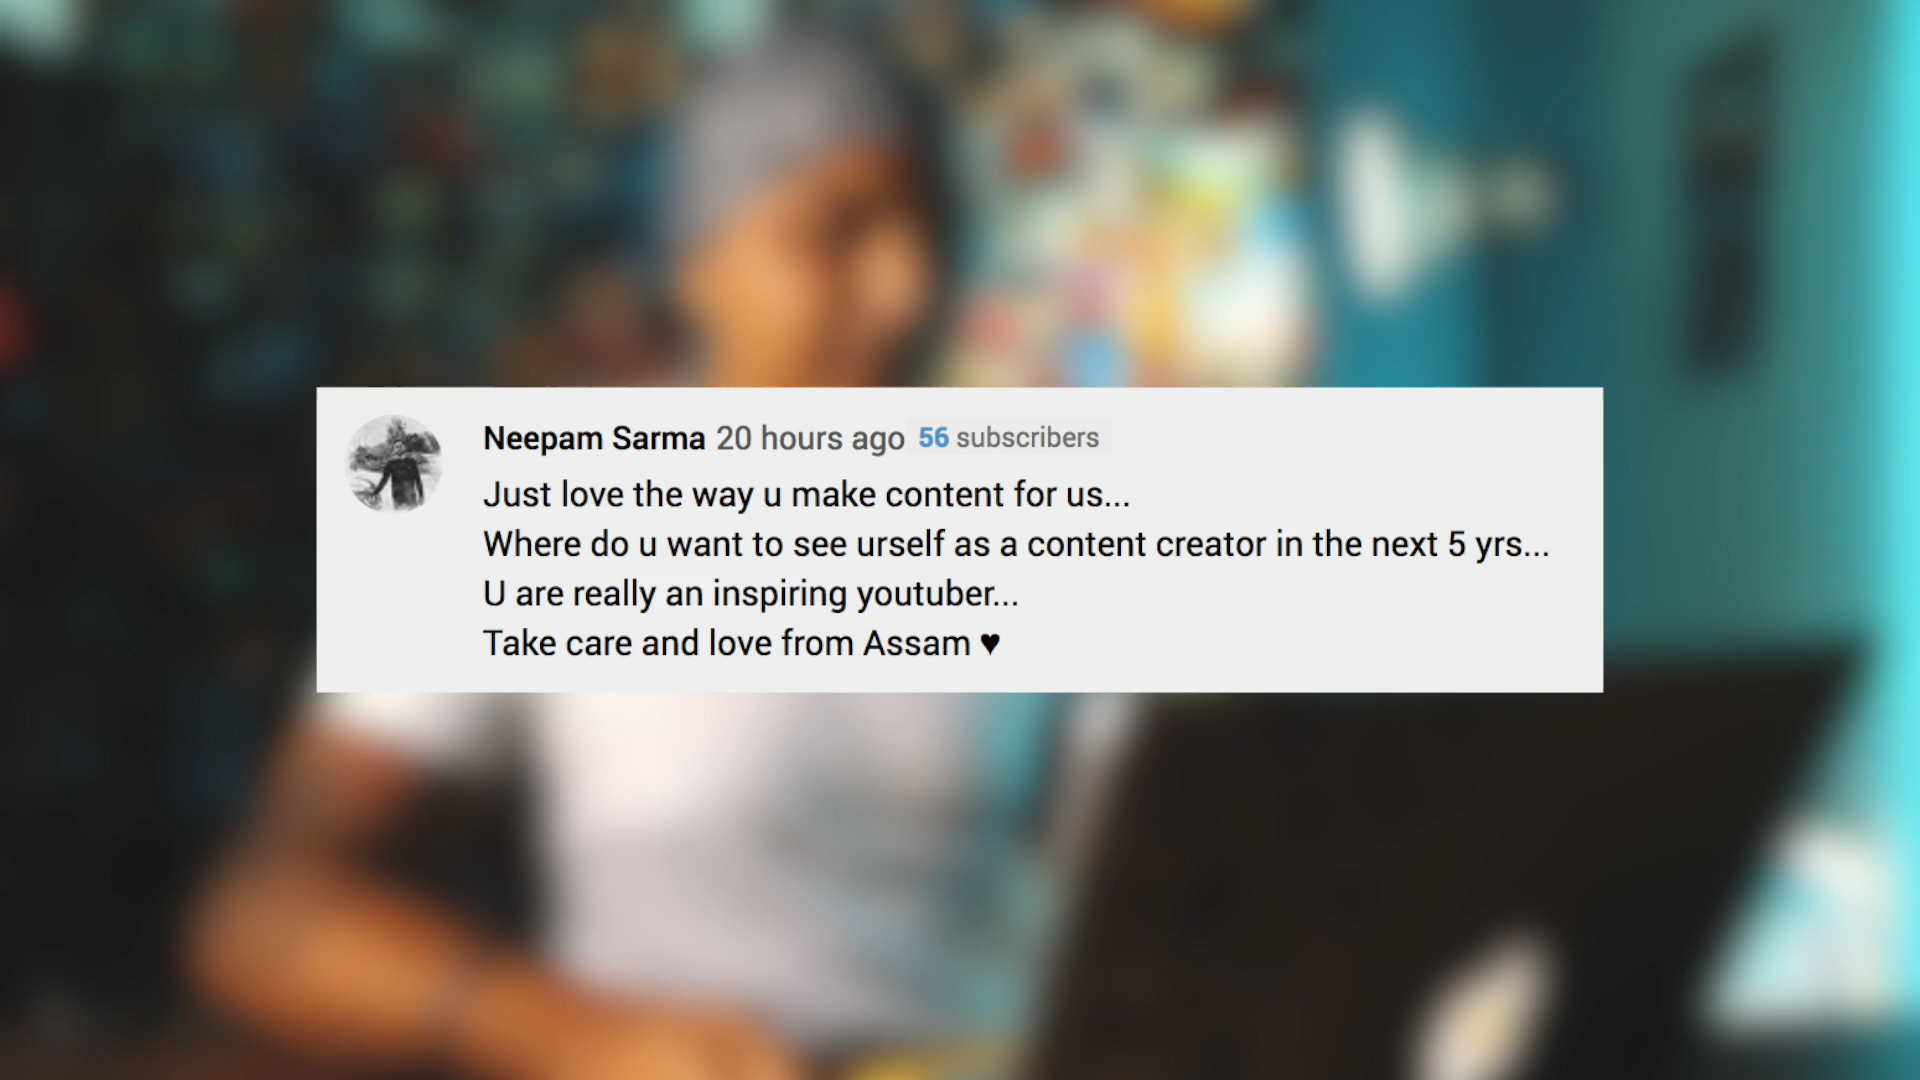 Neepam Sarma 20 hours ago 56 subscribers
Just love the way u make content for us...
Where do u want to see urself as a content creator in the next 5 yrs...
U are really an inspiring youtuber...
Take care and love from Assam ♥